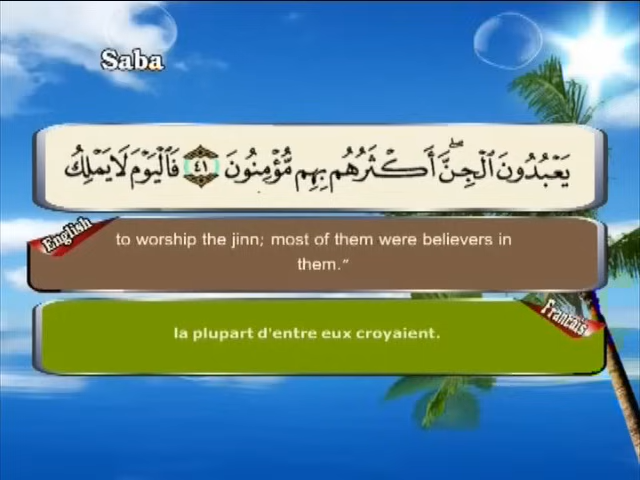 Saba
يَعْبُدُونَ ٱلْجِنَّ ۖ أَكْثَرُهُم بِهِم مُّؤْمِنُونَ ٤١ فَٱلْيَوْمَ لَا يَمْلِكُ
English
to worship the jinn; most of them were believers in
them."
Francais
la plupart d'entre eux croyaient.